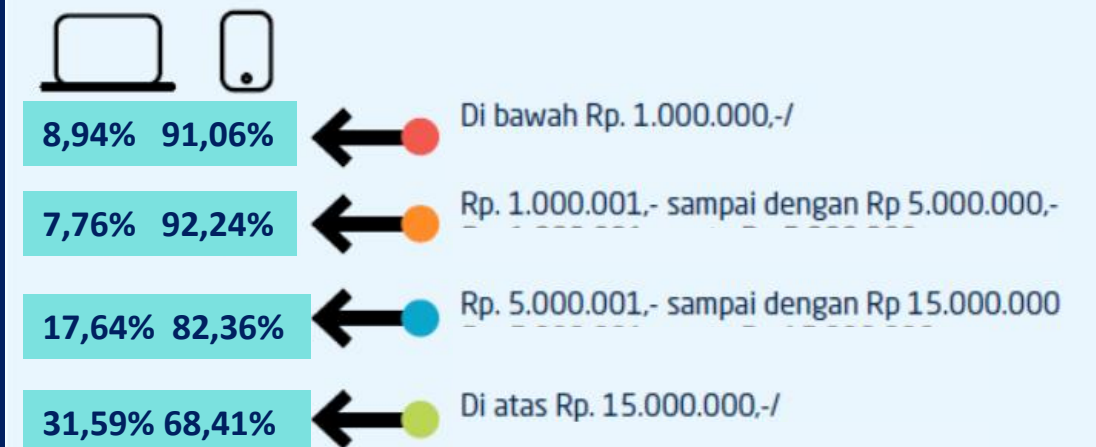 8,94% 91,06% Di bawah Rp. 1.000.000,-/
7,76% 92,24% Rp. 1.000.001,- sampai dengan Rp 5.000.000,-
17,64% 82,36% Rp. 5.000.001,- sampai dengan Rp 15.000.000
31,59% 68,41% Di atas Rp. 15.000.000,-/